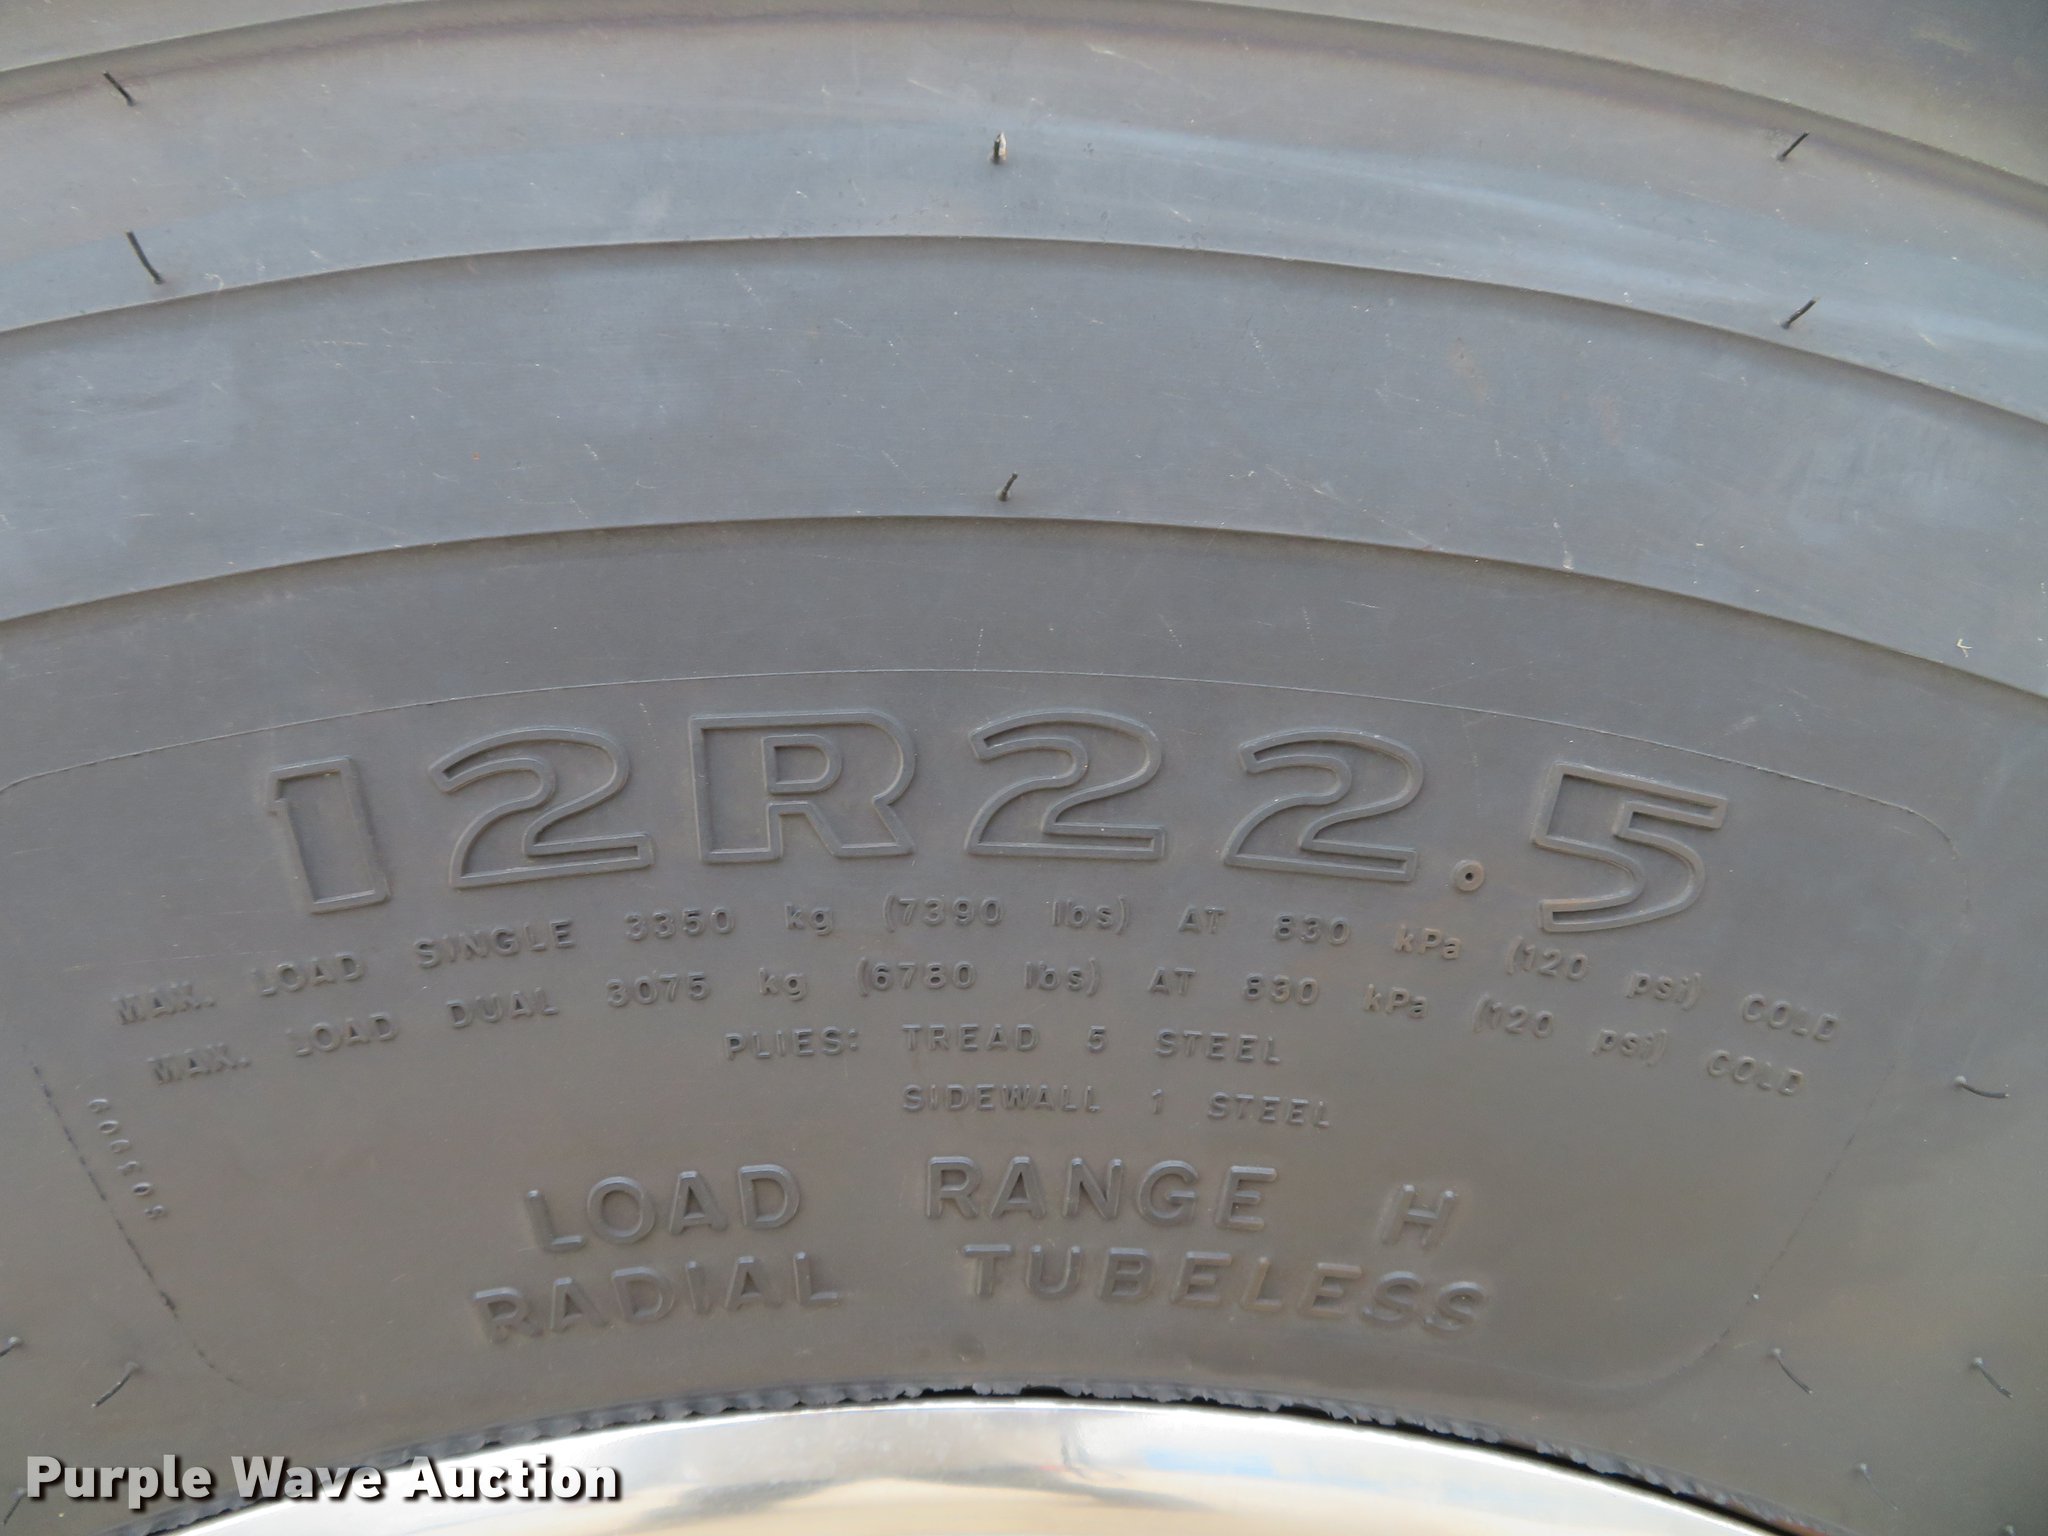 12R22.5
MAX. LOAD SINGLE 3350 kg (7390 lbs) AT 830 kPa (120 psi) COLD
MAX. LOAD DUAL 3075 kg (6780 lbs) AT 830 kPa (120 psi) COLD
PLIES: TREAD 5 STEEL
SIDEWALL 1 STEEL
LOAD RANGE H
RADIAL TUBELESS
Purple Wave Auction